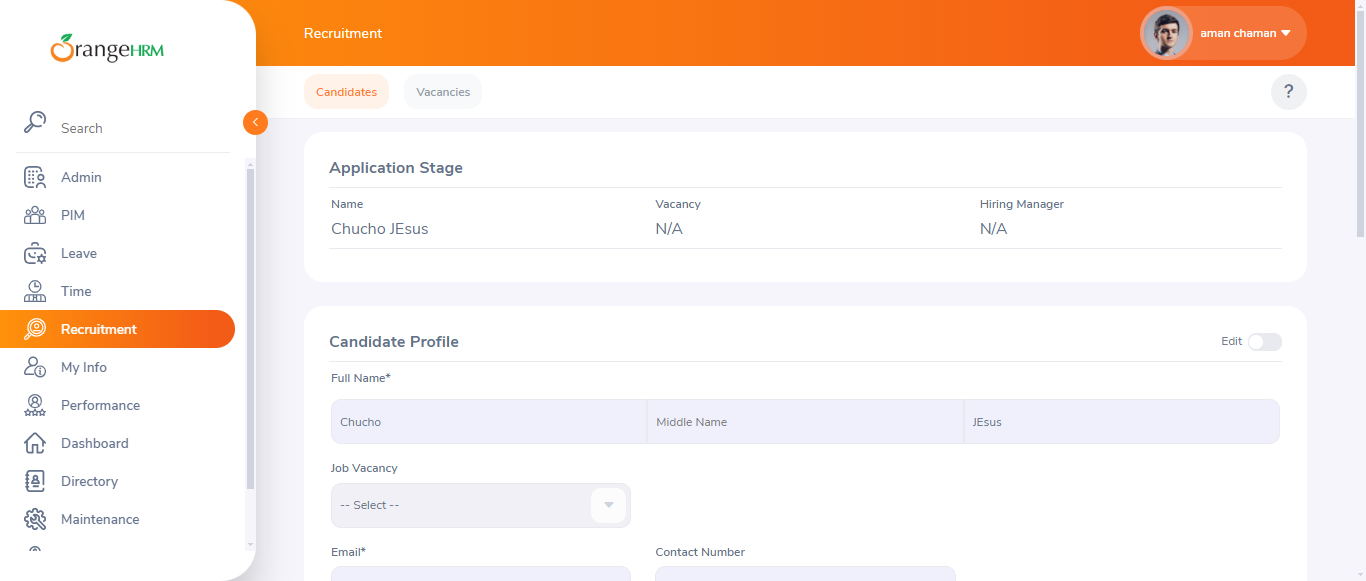 OrangeHRM
Search
Admin
PIM
Leave
Time
Recruitment
My Info
Performance
Dashboard
Directory
Maintenance
Recruitment
aman chaman
Candidates
Vacancies
?
Application Stage
Name Vacancy Hiring Manager
Chucho JEsus N/A N/A
Candidate Profile
Edit
Full Name*
Chucho Middle Name JEsus
Job Vacancy
-- Select --
Email* Contact Number